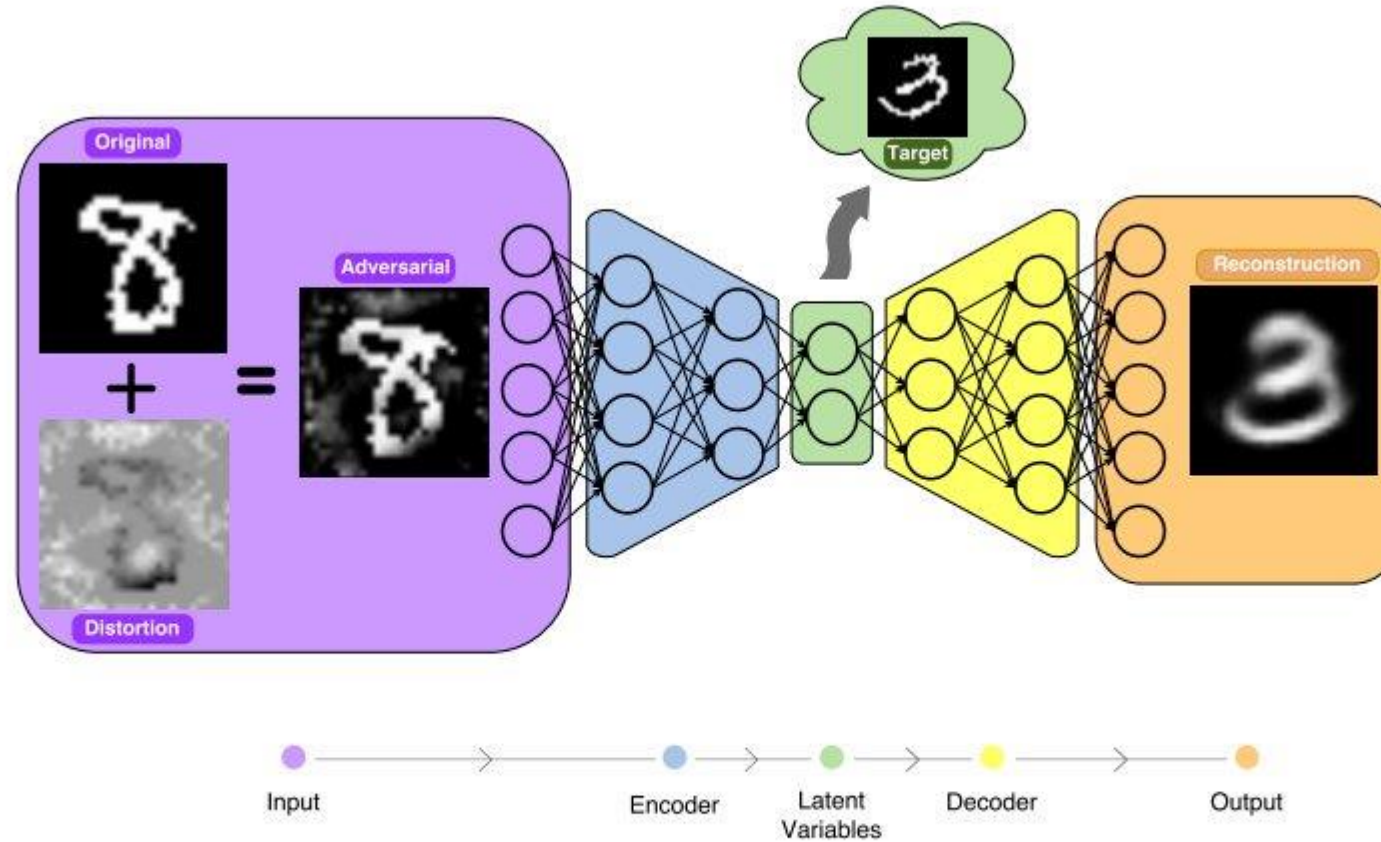 Original
Target
Adversarial
Reconstruction
+
=
Distortion
Input
Encoder
Latent
Variables
Decoder
Output